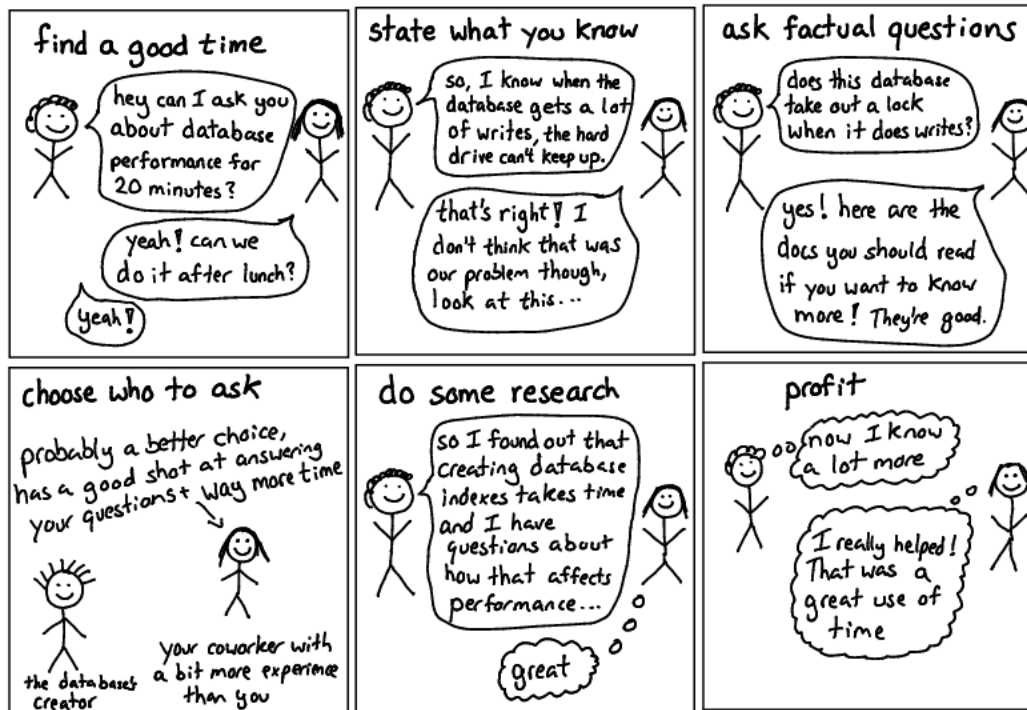 find a good time
hey can I ask you
about database
performance for
20 minutes?
yeah! can we
do it after lunch?
yeah!
state what you know
so, I know when the
database gets a lot
of writes, the hard
drive can't keep up.
that's right! I
don't think that was
our problem though,
look at this...
ask factual questions
does this database
take out a lock
when it does writes?
yes! here are the
docs you should read
if you want to know
more! They're good.
choose who to ask
probably a better choice,
has a good shot at answering
your questions + way more time
the database's
creator
your coworker with
a bit more experience
than you
do some research
so I found out that
creating database
indexes takes time
and I have
questions about
how that affects
performance...
great
profit
now I know
a lot more
I really helped!
That was a
great use of
time